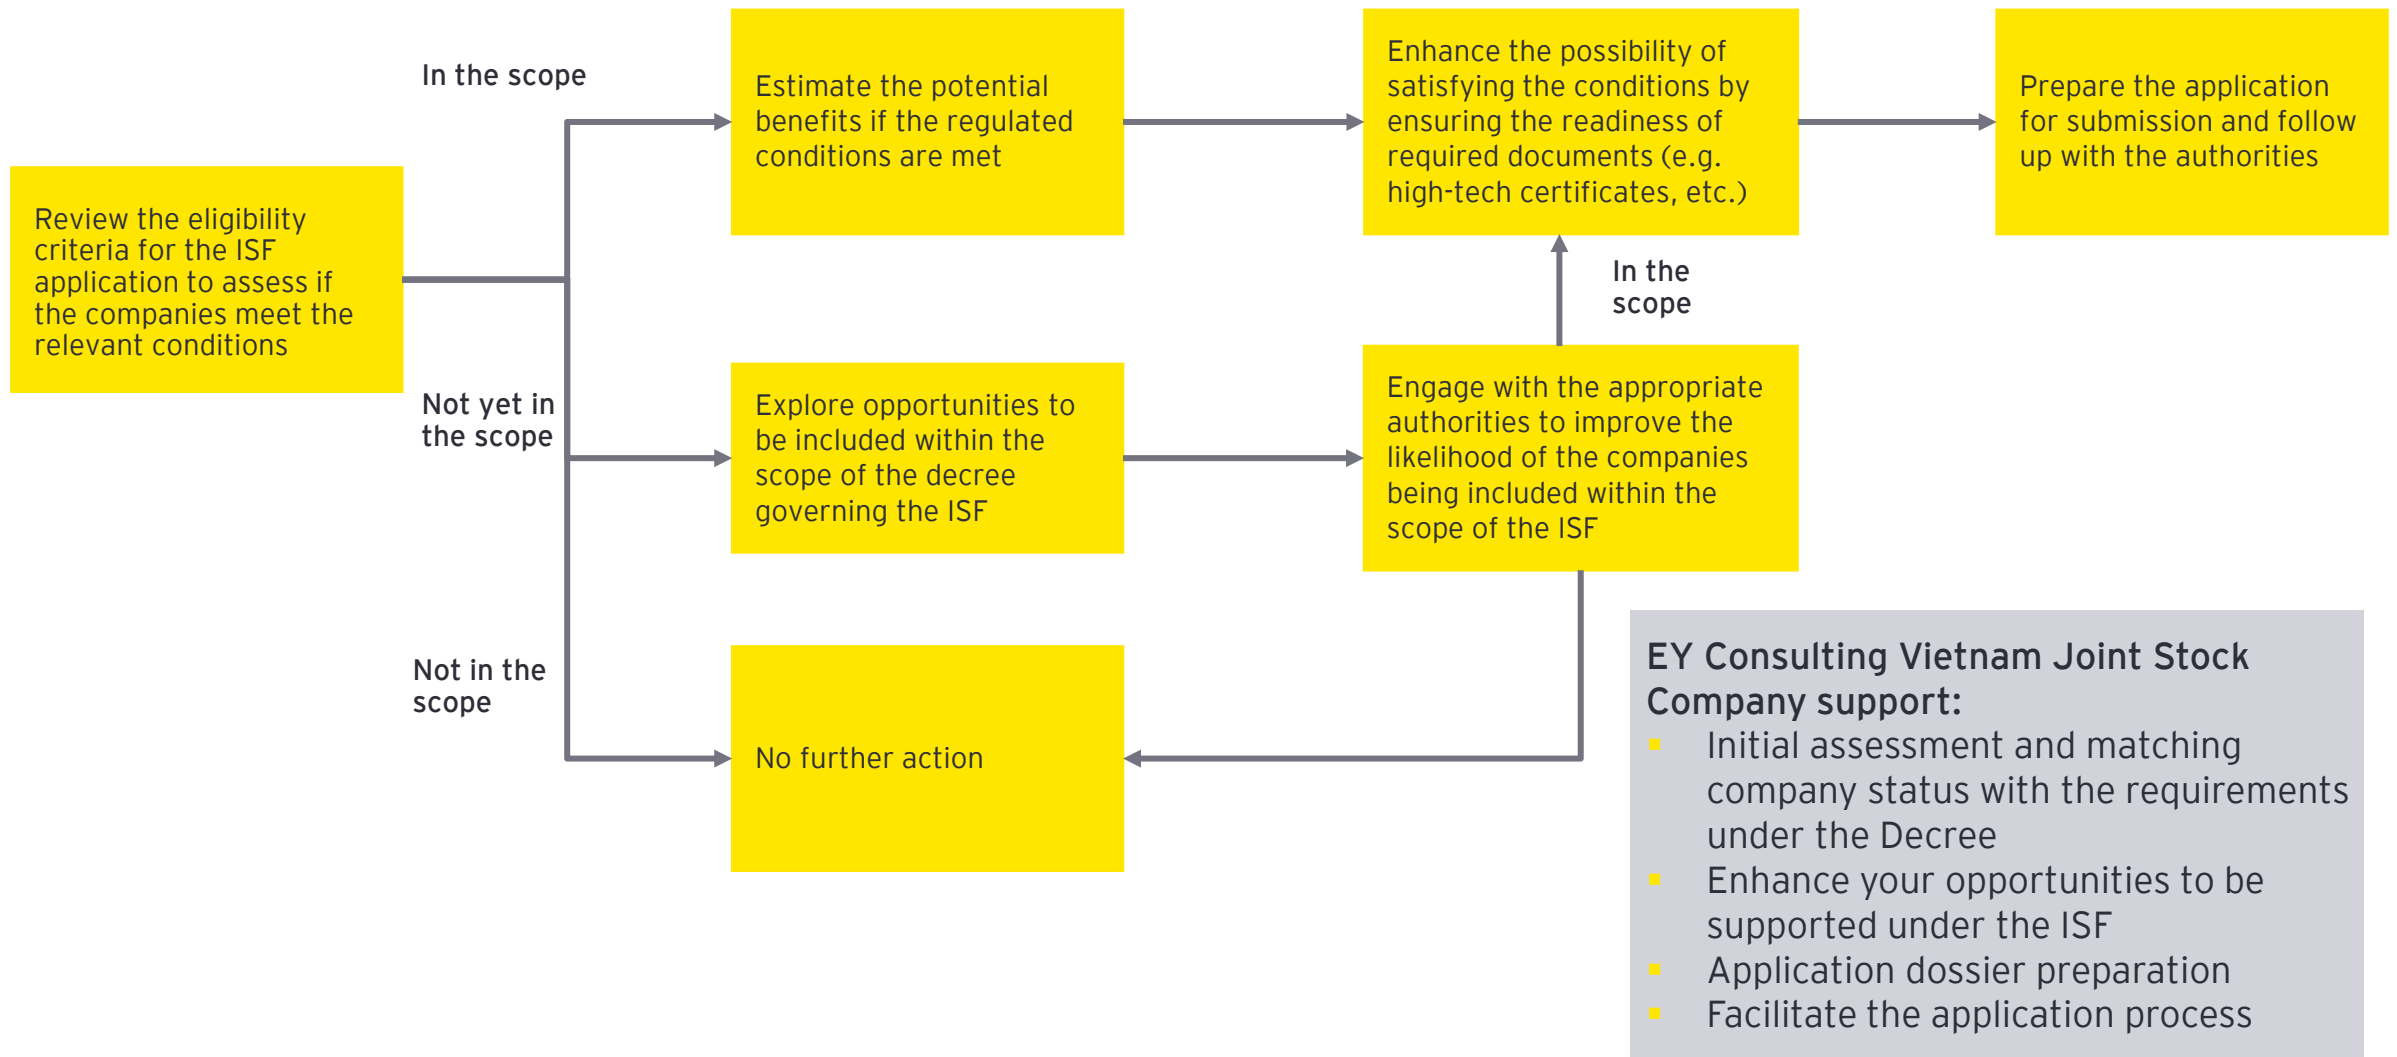 Review the eligibility
criteria for the ISF
application to assess if
the companies meet the
relevant conditions
In the scope
Estimate the potential
benefits if the regulated
conditions are met
Enhance the possibility of
satisfying the conditions by
ensuring the readiness of
required documents (e.g.
high-tech certificates, etc.)
Prepare the application
for submission and follow
up with the authorities
Not yet in
the scope
Explore opportunities to
be included within the
scope of the decree
governing the ISF
In the
scope
Engage with the appropriate
authorities to improve the
likelihood of the companies
being included within the
scope of the ISF
Not in the
scope
No further action
EY Consulting Vietnam Joint Stock
Company support:
▪ Initial assessment and matching
company status with the requirements
under the Decree
▪ Enhance your opportunities to be
supported under the ISF
▪ Application dossier preparation
▪ Facilitate the application process